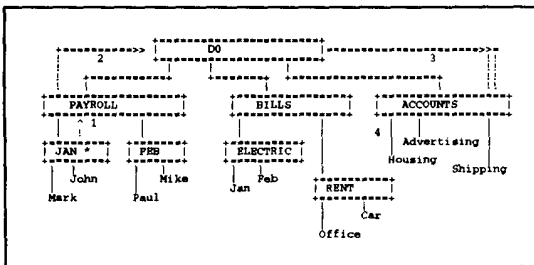 DO
2 3
PAYROLL BILLS ACCOUNTS
1 4
JAN * FEB ELECTRIC Advertising
John Mike Jan Feb Housing Shipping
Mark Paul RENT
Car
Office